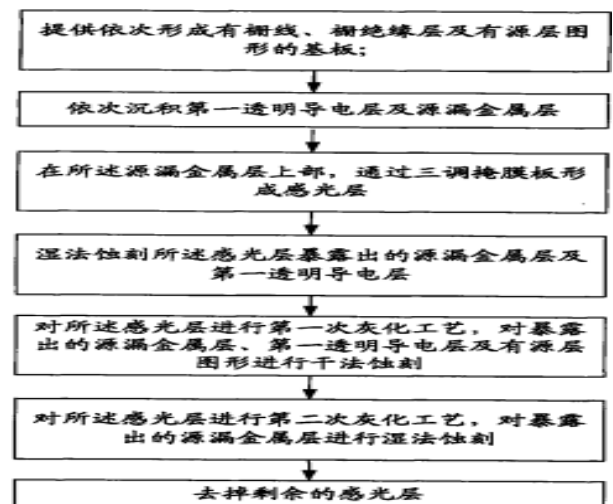 提供依次形成有栅线、栅绝缘层及有源层图
形的基板;
依次沉积第一透明导电层及源漏金属层
在所述源漏金属层上部，通过三调掩膜板形
成感光层
湿法蚀刻所述感光层暴露出的源漏金属层及
第一透明导电层
对所述感光层进行第一次灰化工艺，对暴露
出的源漏金属层、第一透明导电层及有源层
图形进行干法蚀刻
对所述感光层进行第二次灰化工艺，对暴露
出的源漏金属层进行湿法蚀刻
去掉剩余的感光层